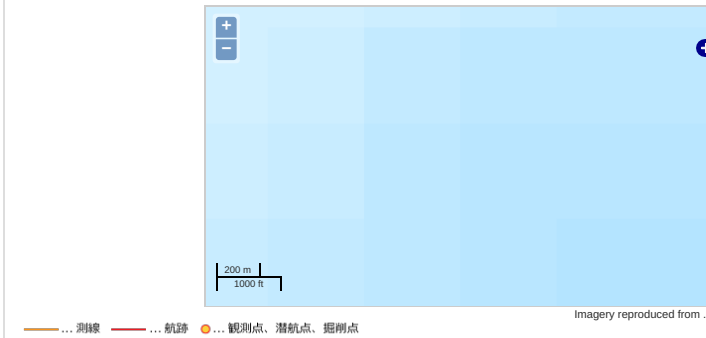 +
−
200 m
1000 ft
Imagery reproduced from .
... 測線 ... 航跡 ... 観測点、潜航点、掘削点